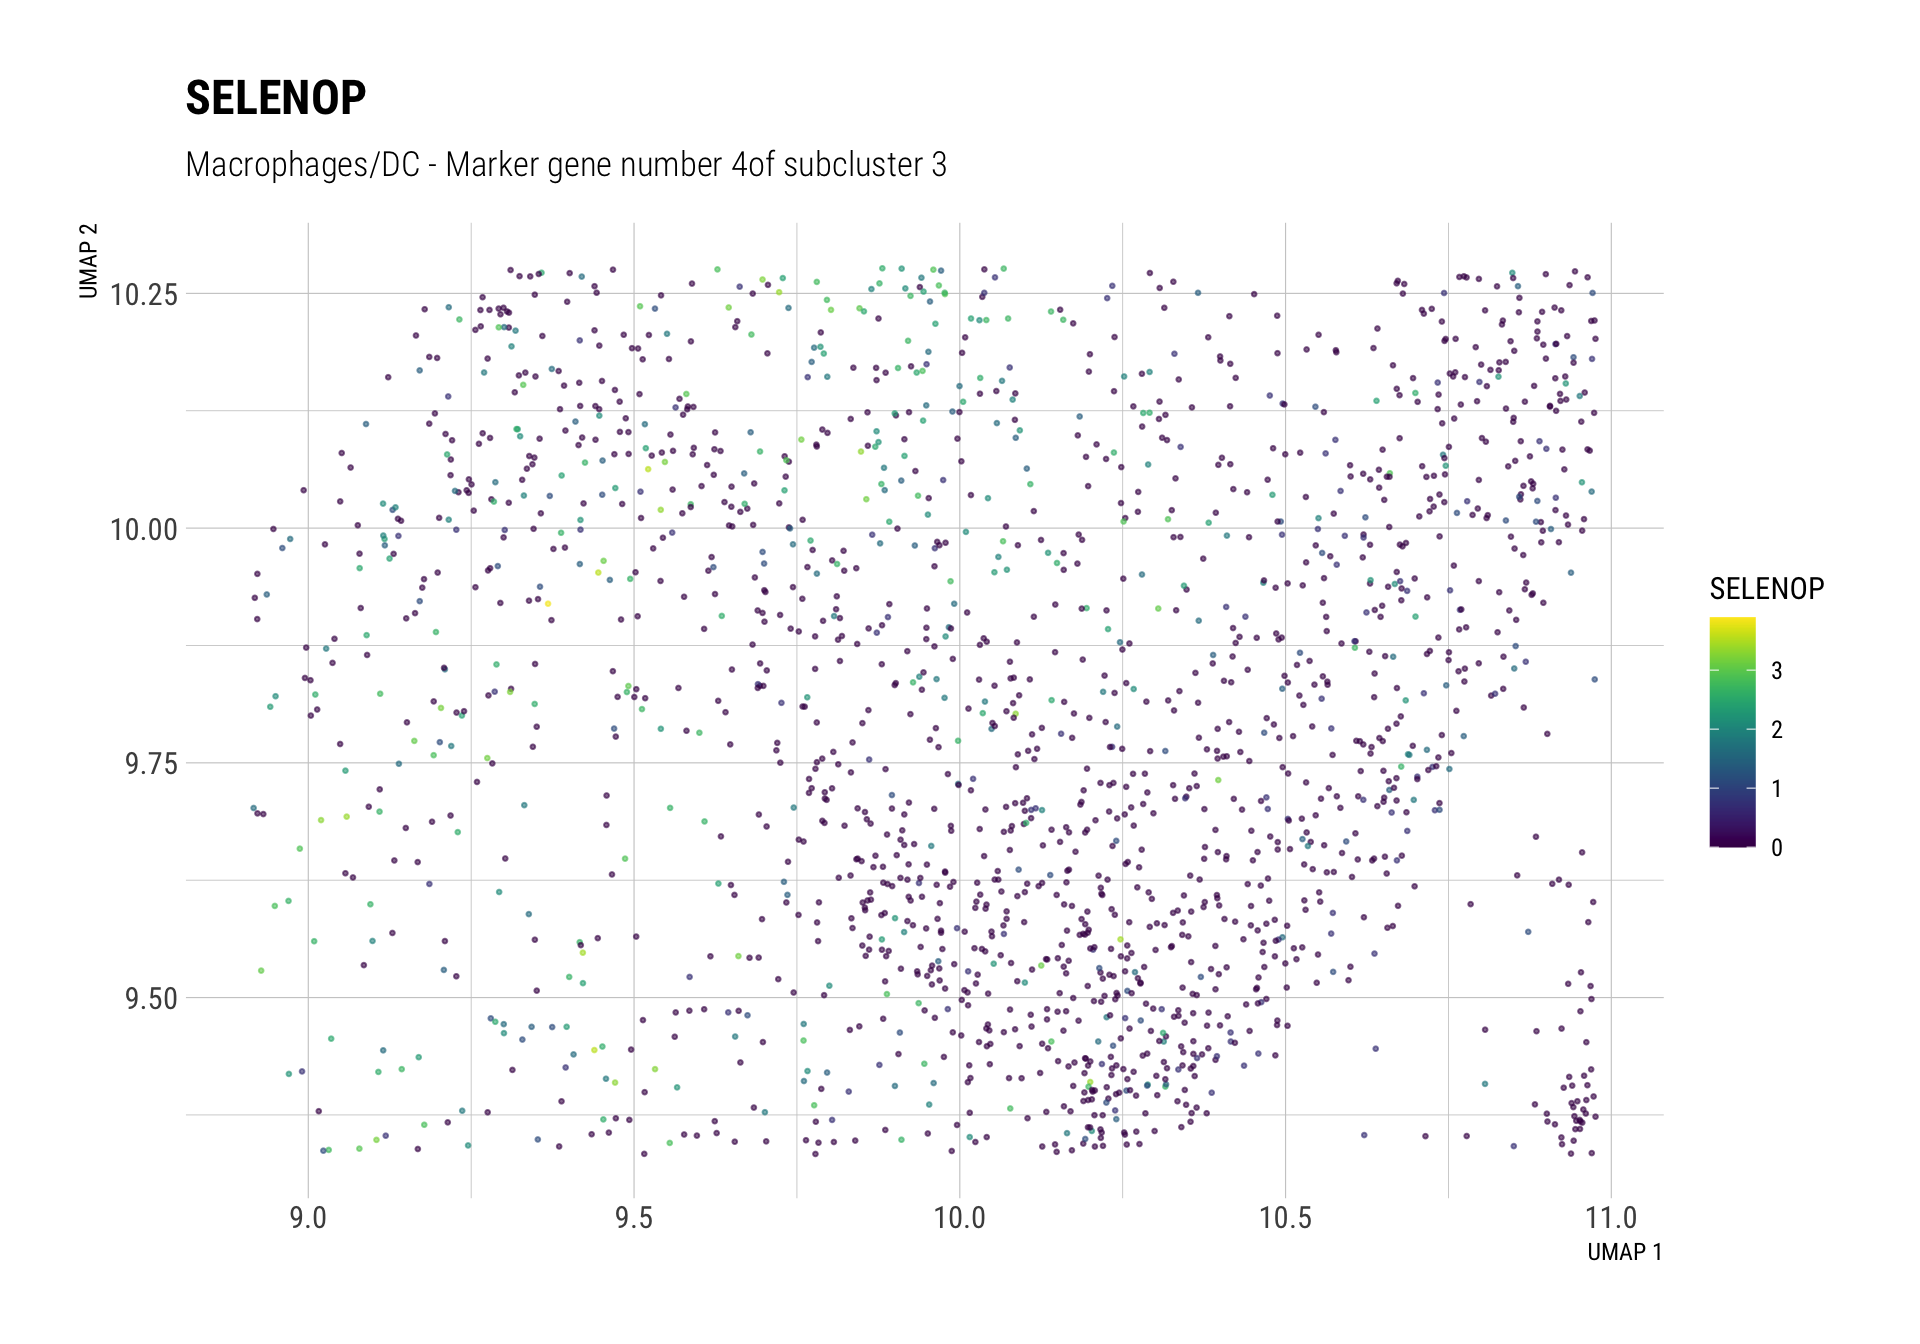 SELENOP
Macrophages/DC - Marker gene number 4of subcluster 3
UMAP 2
10.25
10.00
9.75
9.50
9.0 9.5 10.0 10.5 11.0
UMAP 1
SELENOP
3
2
1
0